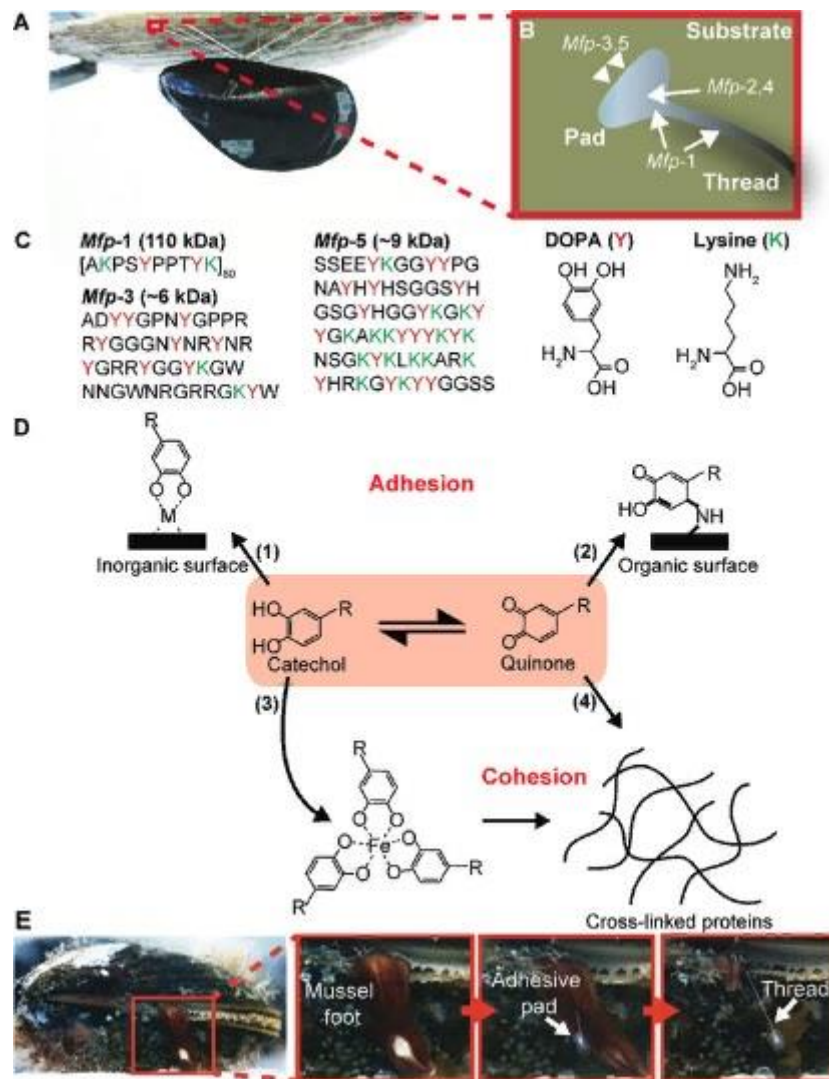 A
B
Substrate
Mfp-3,5
Mfp-2,4
Pad
Mfp-1
Thread
C
Mfp-1 (110 kDa)
[AKPSYPPTYK]80
Mfp-3 (~6 kDa)
ADYYGPNYGPPR
RYGGGNYNRYNR
YGRRYGGYKGW
NNGWNRGRRGKYW
Mfp-5 (~9 kDa)
SSEEYKGGYYPG
NAYHYHSGGSYH
GSGYHGGYKGKY
YGKAKKYYYKYK
NSGKYKLKKARK
YHRKGYKYYGGSS
DOPA (Y)
OH
OH
H2N
O
OH
Lysine (K)
NH2
H2N
O
OH
D
Adhesion
R
O
O
M
Inorganic surface
(1)
(2)
O
R
HO
NH
Organic surface
HO
HO
R
Catechol
O
O
R
Quinone
(3)
(4)
Cohesion
R
O
O
O
Fe
O
O
O
R
R
Cross-linked proteins
E
Mussel
foot
Adhesive
pad
Thread